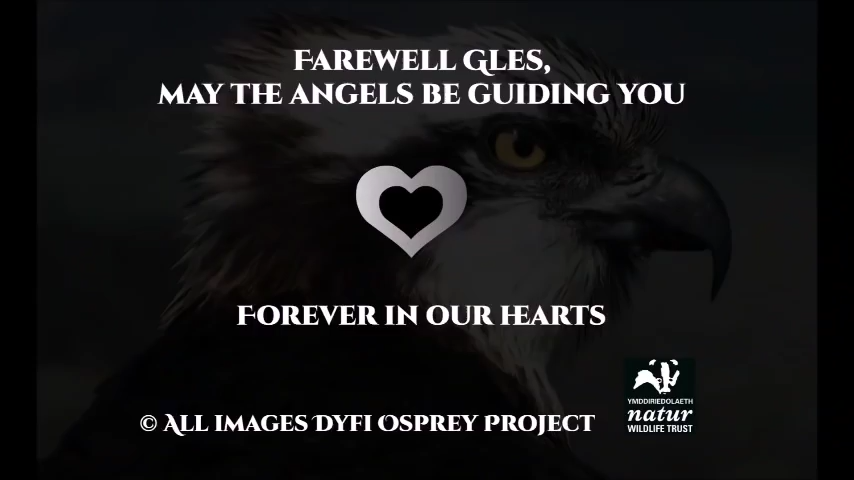 Farewell Gles,
may the angels be guiding you
Forever in our hearts
© All images Dyfi Osprey Project
YMDDIRIEDOLAETH
natur
WILDLIFE TRUST